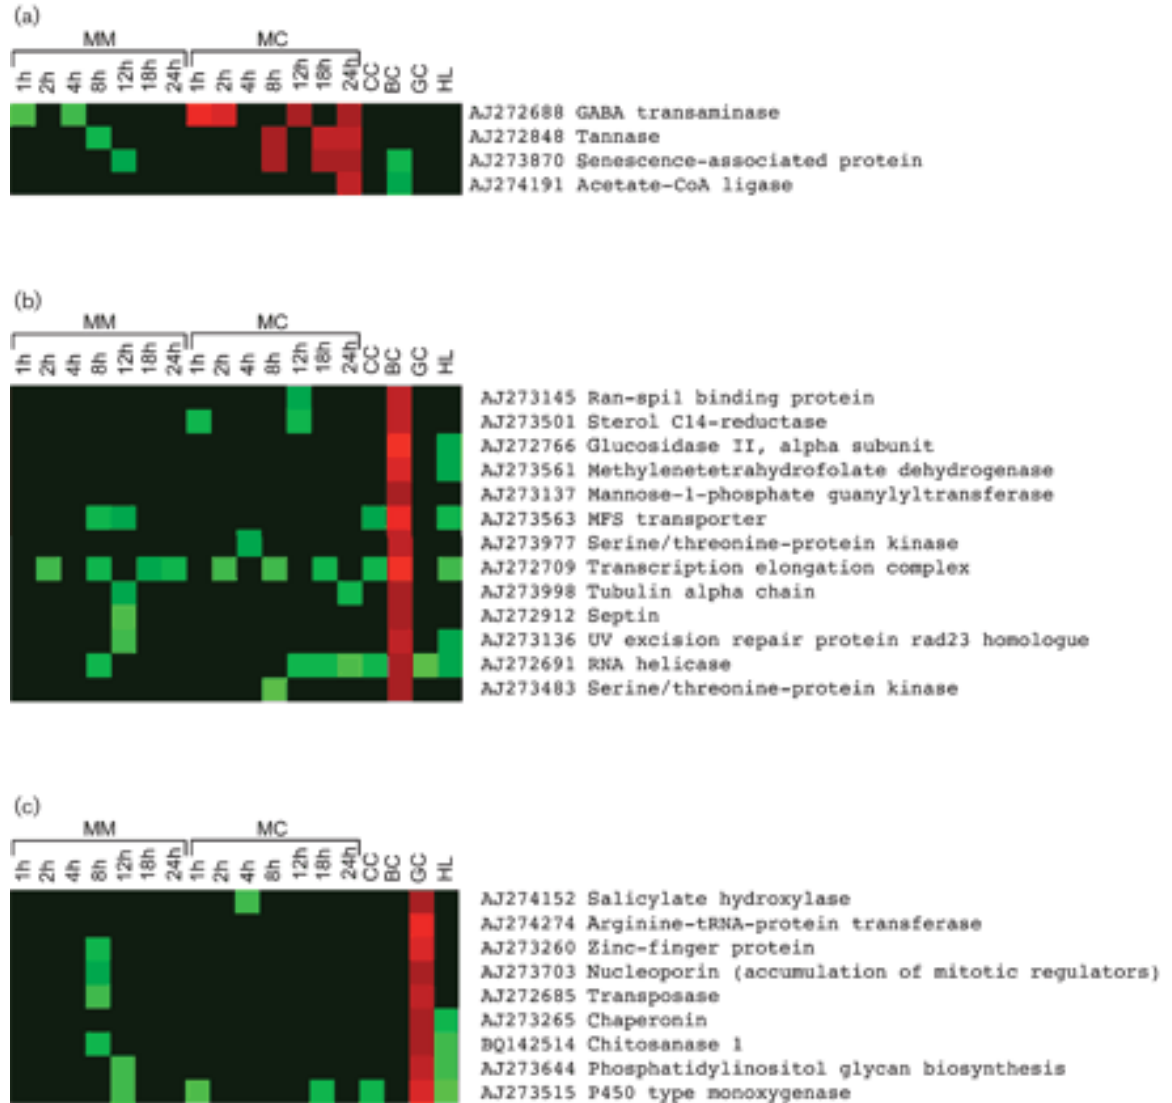 (a)
MM MC
1h 2h 4h 8h 12h 18h 24h 1h 2h 4h 8h 12h 18h 24h CC BC GC HL
AJ272688 GABA transaminase
AJ272848 Tannase
AJ273870 Senescence-associated protein
AJ274191 Acetate-CoA ligase
(b)
MM MC
1h 2h 4h 8h 12h 18h 24h 1h 2h 4h 8h 12h 18h 24h CC BC GC HL
AJ273145 Ran-spi1 binding protein
AJ273501 Sterol C14-reductase
AJ272766 Glucosidase II, alpha subunit
AJ273561 Methylenetetrahydrofolate dehydrogenase
AJ273137 Mannose-1-phosphate guanylyltransferase
AJ273563 MFS transporter
AJ273977 Serine/threonine-protein kinase
AJ272709 Transcription elongation complex
AJ273998 Tubulin alpha chain
AJ272912 Septin
AJ273136 UV excision repair protein rad23 homologue
AJ272691 RNA helicase
AJ273483 Serine/threonine-protein kinase
(c)
MM MC
1h 2h 4h 8h 12h 18h 24h 1h 2h 4h 8h 12h 18h 24h CC BC GC HL
AJ274152 Salicylate hydroxylase
AJ274274 Arginine-tRNA-protein transferase
AJ273260 Zinc-finger protein
AJ273703 Nucleoporin (accumulation of mitotic regulators)
AJ272685 Transposase
AJ273265 Chaperonin
BQ142514 Chitosanase 1
AJ273644 Phosphatidylinositol glycan biosynthesis
AJ273515 P450 type monoxygenase